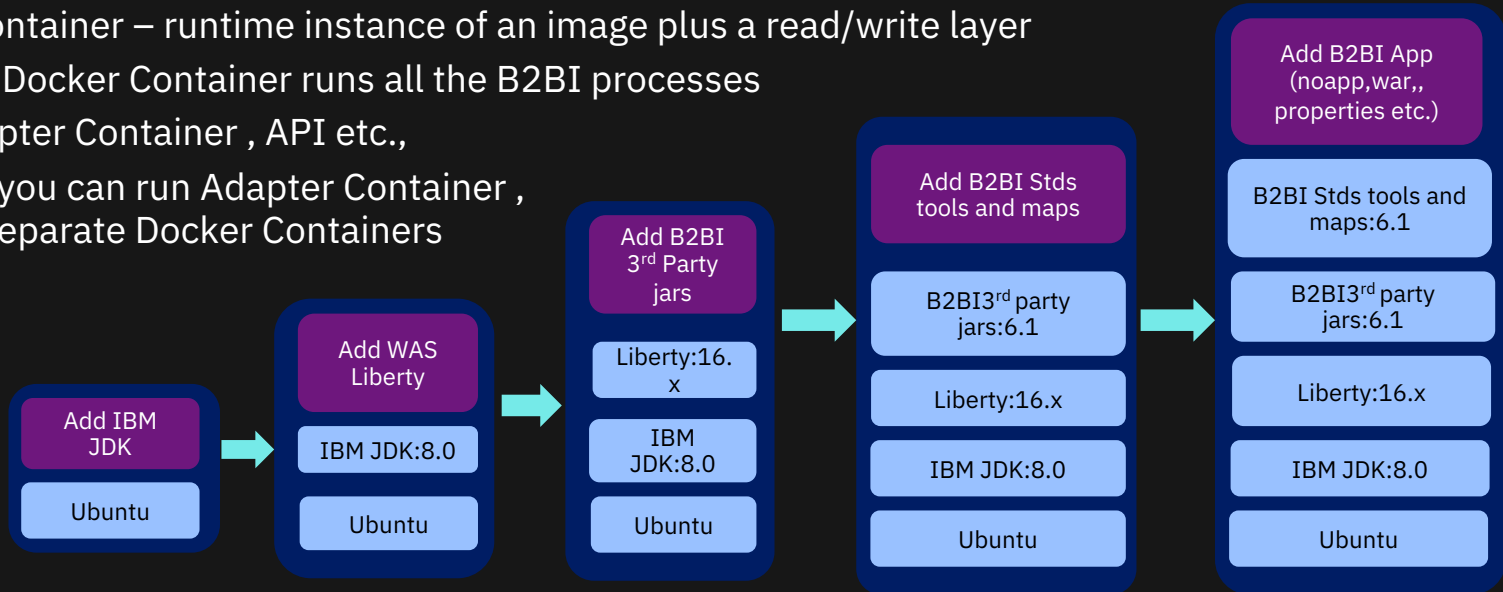 ontainer – runtime instance of an image plus a read/write layer
Docker Container runs all the B2BI processes
pter Container , API etc.,
you can run Adapter Container ,
eparate Docker Containers
Add IBM
JDK
Ubuntu
Add WAS
Liberty
IBM JDK:8.0
Ubuntu
Add B2BI
3rd Party
jars
Liberty:16.
x
IBM
JDK:8.0
Ubuntu
Add B2BI Stds
tools and maps
B2BI3rd party
jars:6.1
Liberty:16.x
IBM JDK:8.0
Ubuntu
Add B2BI App
(noapp,war,,
properties etc.)
B2BI Stds tools and
maps:6.1
B2BI3rd party
jars:6.1
Liberty:16.x
IBM JDK:8.0
Ubuntu